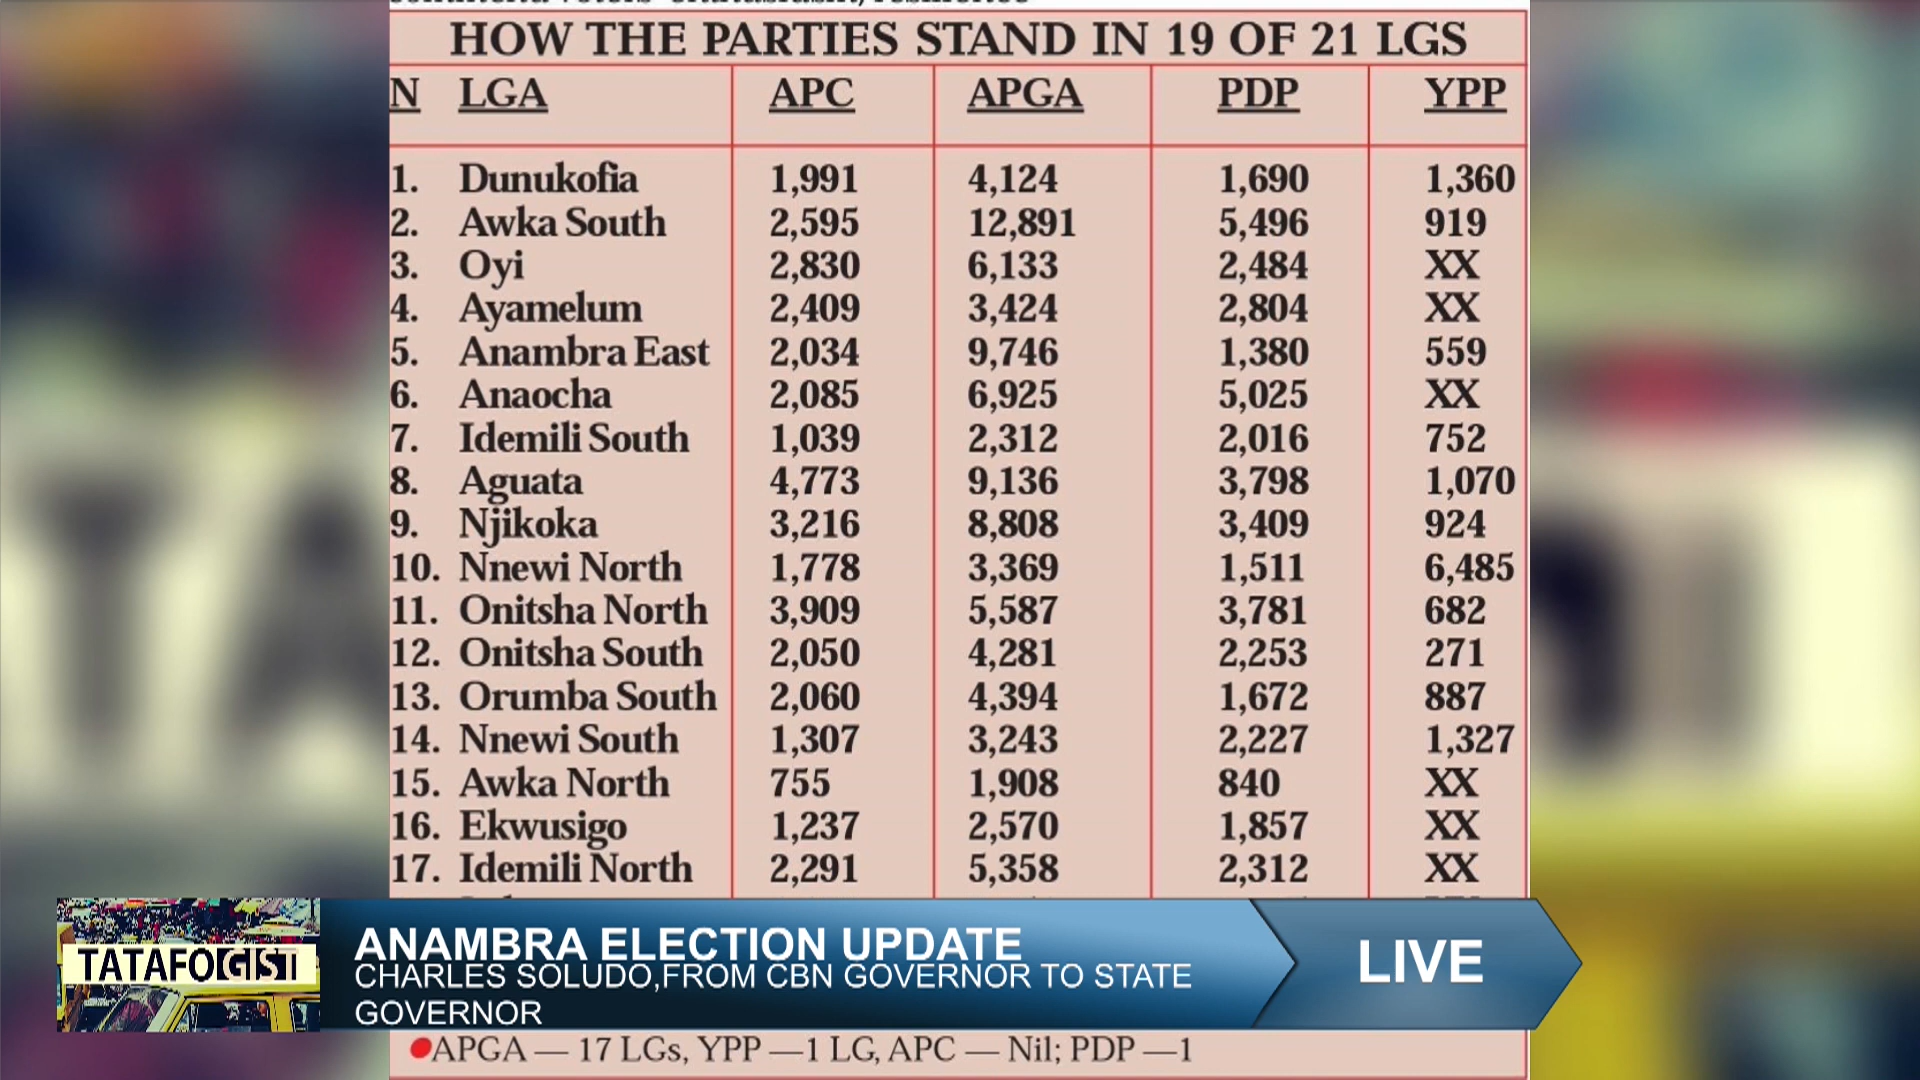 HOW THE PARTIES STAND IN 19 OF 21 LGS
N LGA APC APGA PDP YPP
1. Dunukofia 1,991 4,124 1,690 1,360
2. Awka South 2,595 12,891 5,496 919
3. Oyi 2,830 6,133 2,484 XX
4. Ayamelum 2,409 3,424 2,804 XX
5. Anambra East 2,034 9,746 1,380 559
6. Anaocha 2,085 6,925 5,025 XX
7. Idemili South 1,039 2,312 2,016 752
8. Aguata 4,773 9,136 3,798 1,070
9. Njikoka 3,216 8,808 3,409 924
10. Nnewi North 1,778 3,369 1,511 6,485
11. Onitsha North 3,909 5,587 3,781 682
12. Onitsha South 2,050 4,281 2,253 271
13. Orumba South 2,060 4,394 1,672 887
14. Nnewi South 1,307 3,243 2,227 1,327
15. Awka North 755 1,908 840 XX
16. Ekwusigo 1,237 2,570 1,857 XX
17. Idemili North 2,291 5,358 2,312 XX
TATAFO GIST
ANAMBRA ELECTION UPDATE
CHARLES SOLUDO,FROM CBN GOVERNOR TO STATE
GOVERNOR
LIVE
APGA — 17 LGs, YPP —1 LG, APC — Nil; PDP —1